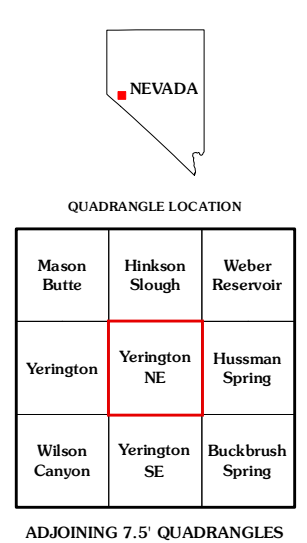 NEVADA
QUADRANGLE LOCATION
Mason
Butte
Hinkson
Slough
Weber
Reservoir
Yerington
Yerington
NE
Hussman
Spring
Wilson
Canyon
Yerington
SE
Buckbrush
Spring
ADJOINING 7.5' QUADRANGLES